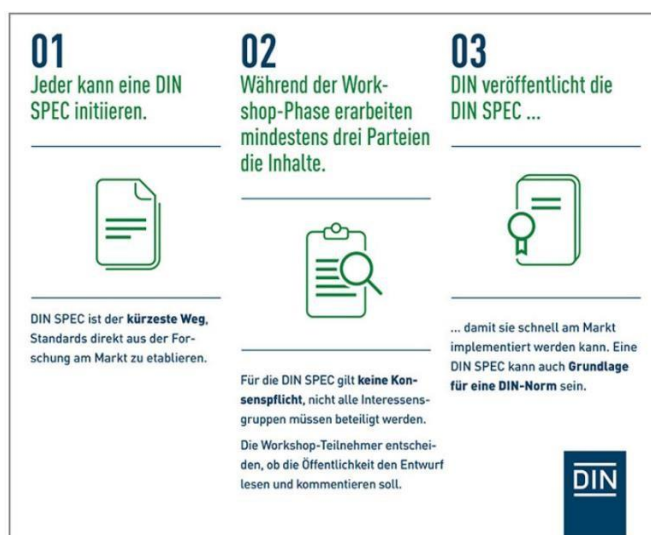 01
Jeder kann eine DIN
SPEC initiieren.
DIN SPEC ist der kürzeste Weg,
Standards direkt aus der For-
schung am Markt zu etablieren.
02
Während der Work-
shop-Phase erarbeiten
mindestens drei Parteien
die Inhalte.
Für die DIN SPEC gilt keine Kon-
senspflicht, nicht alle Interessens-
gruppen müssen beteiligt werden.
Die Workshop-Teilnehmer entschei-
den, ob die Öffentlichkeit den Entwurf
lesen und kommentieren soll.
03
DIN veröffentlicht die
DIN SPEC ...
... damit sie schnell am Markt
implementiert werden kann. Eine
DIN SPEC kann auch Grundlage
für eine DIN-Norm sein.
DIN